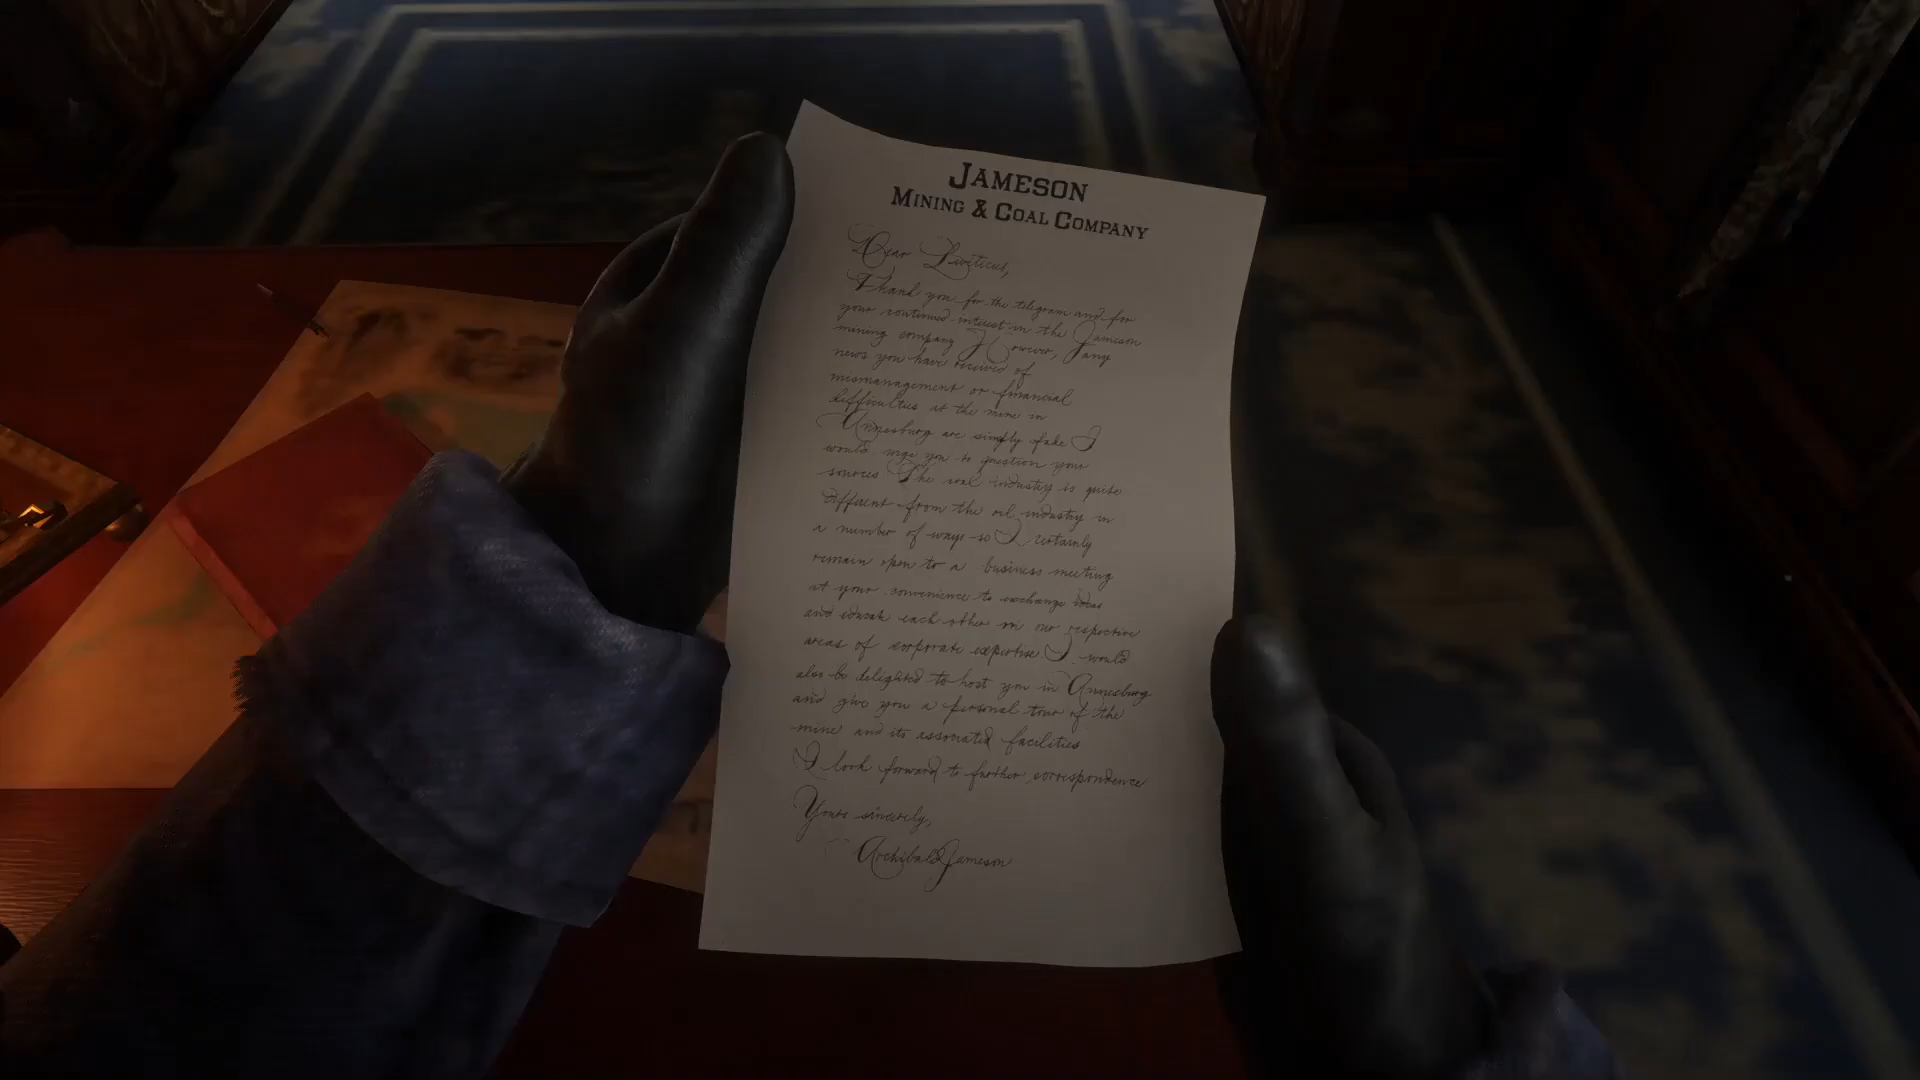 JAMESON
MINING & COAL COMPANY
Dear Leviticus,
Thank you for the telegram and for
your continued interest in the Jameson
mining company However, any
news you have received of
mismanagement or financial
difficulties at the mine in
Annesburg are simply fake I
would urge you to question your
sources The coal industry is quite
different from the oil industry in
a number of ways so I certainly
remain open to a business meeting
at your convenience to exchange ideas
and educate each other on our respective
areas of corporate expertise I would
also be delighted to host you in Annesburg
and give you a personal tour of the
mine and its associated facilities
I look forward to further correspondence
Yours sincerely,
Archibald Jameson